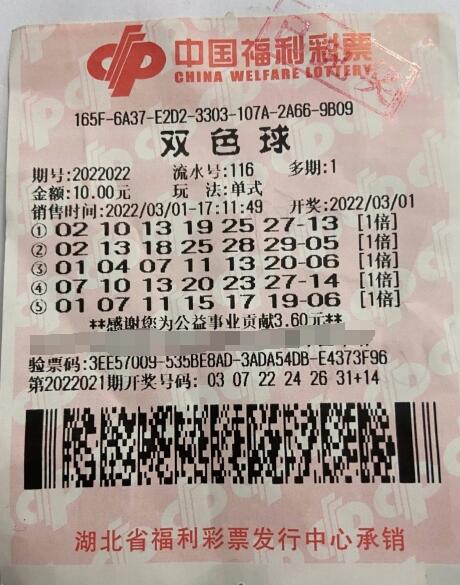 中国福利彩票
CHINA WELFARE LOTTERY
165F-6A37-E2D2-3303-107A-2A66-9B09
双色球
期号:2022022 流水号:116 多期:1
金额:10.00元 玩 法:单式
销售时间:2022/03/01-17:11:49 开奖:2022/03/01
① 02 10 13 19 25 27-13 [1倍]
② 02 13 18 25 28 29-05 [1倍]
③ 01 04 07 11 13 20-06 [1倍]
④ 07 10 13 20 23 27-14 [1倍]
⑤ 01 07 11 15 17 19-06 [1倍]
**感谢您为公益事业贡献3.60元**
验票码:3EE57009-535BE8AD-3ADA54DB-E4373F96
第2022021期开奖号码: 03 07 22 24 26 31+14
湖北省福利彩票发行中心承销